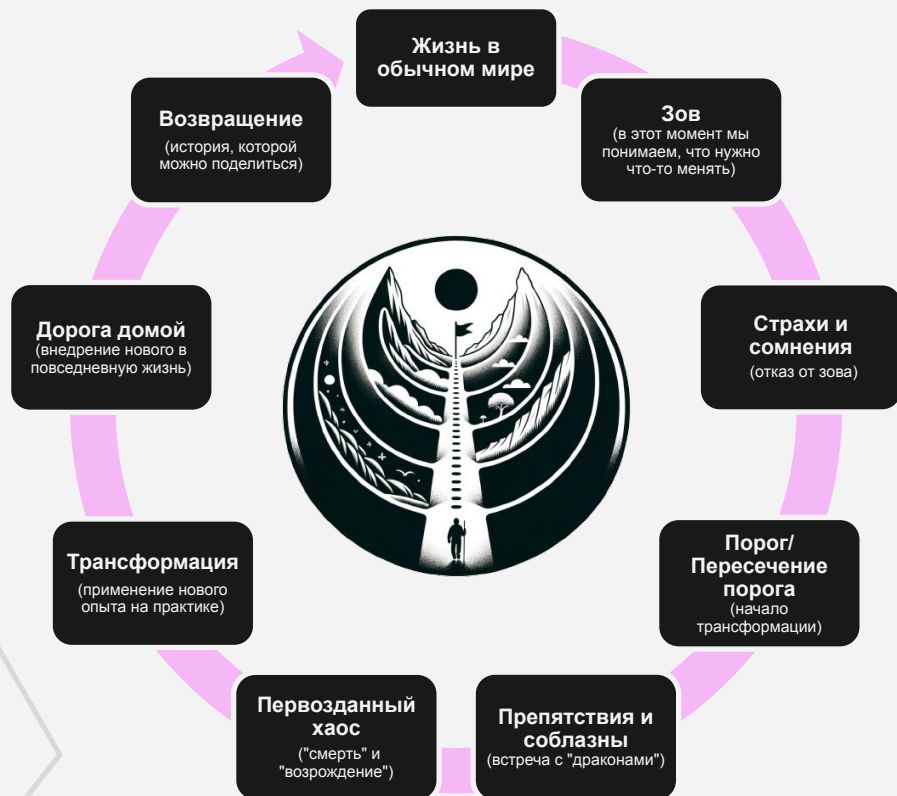 Жизнь в
обычном мире
Зов
(в этот момент мы
понимаем, что нужно
что-то менять)
Страхи и
сомнения
(отказ от зова)
Порог/
Пересечение
порога
(начало
трансформации)
Препятствия и
соблазны
(встреча с "драконами")
Первозданный
хаос
("смерть" и
"возрождение")
Трансформация
(применение нового
опыта на практике)
Дорога домой
(внедрение нового в
повседневную жизнь)
Возвращение
(история, которой
можно поделиться)